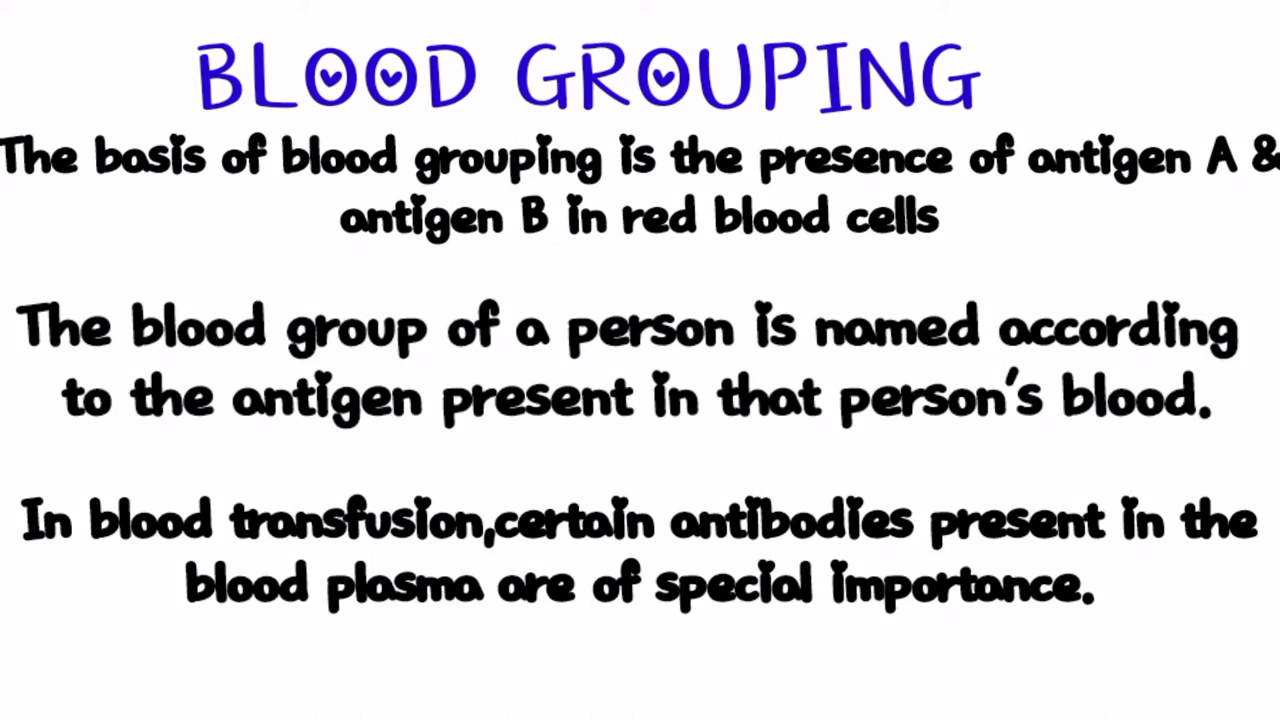 BLOOD GROUPING
The basis of blood grouping is the presence of antigen A &
antigen B in red blood cells
The blood group of a person is named according
to the antigen present in that person's blood.
In blood transfusion,certain antibodies present in the
blood plasma are of special importance.